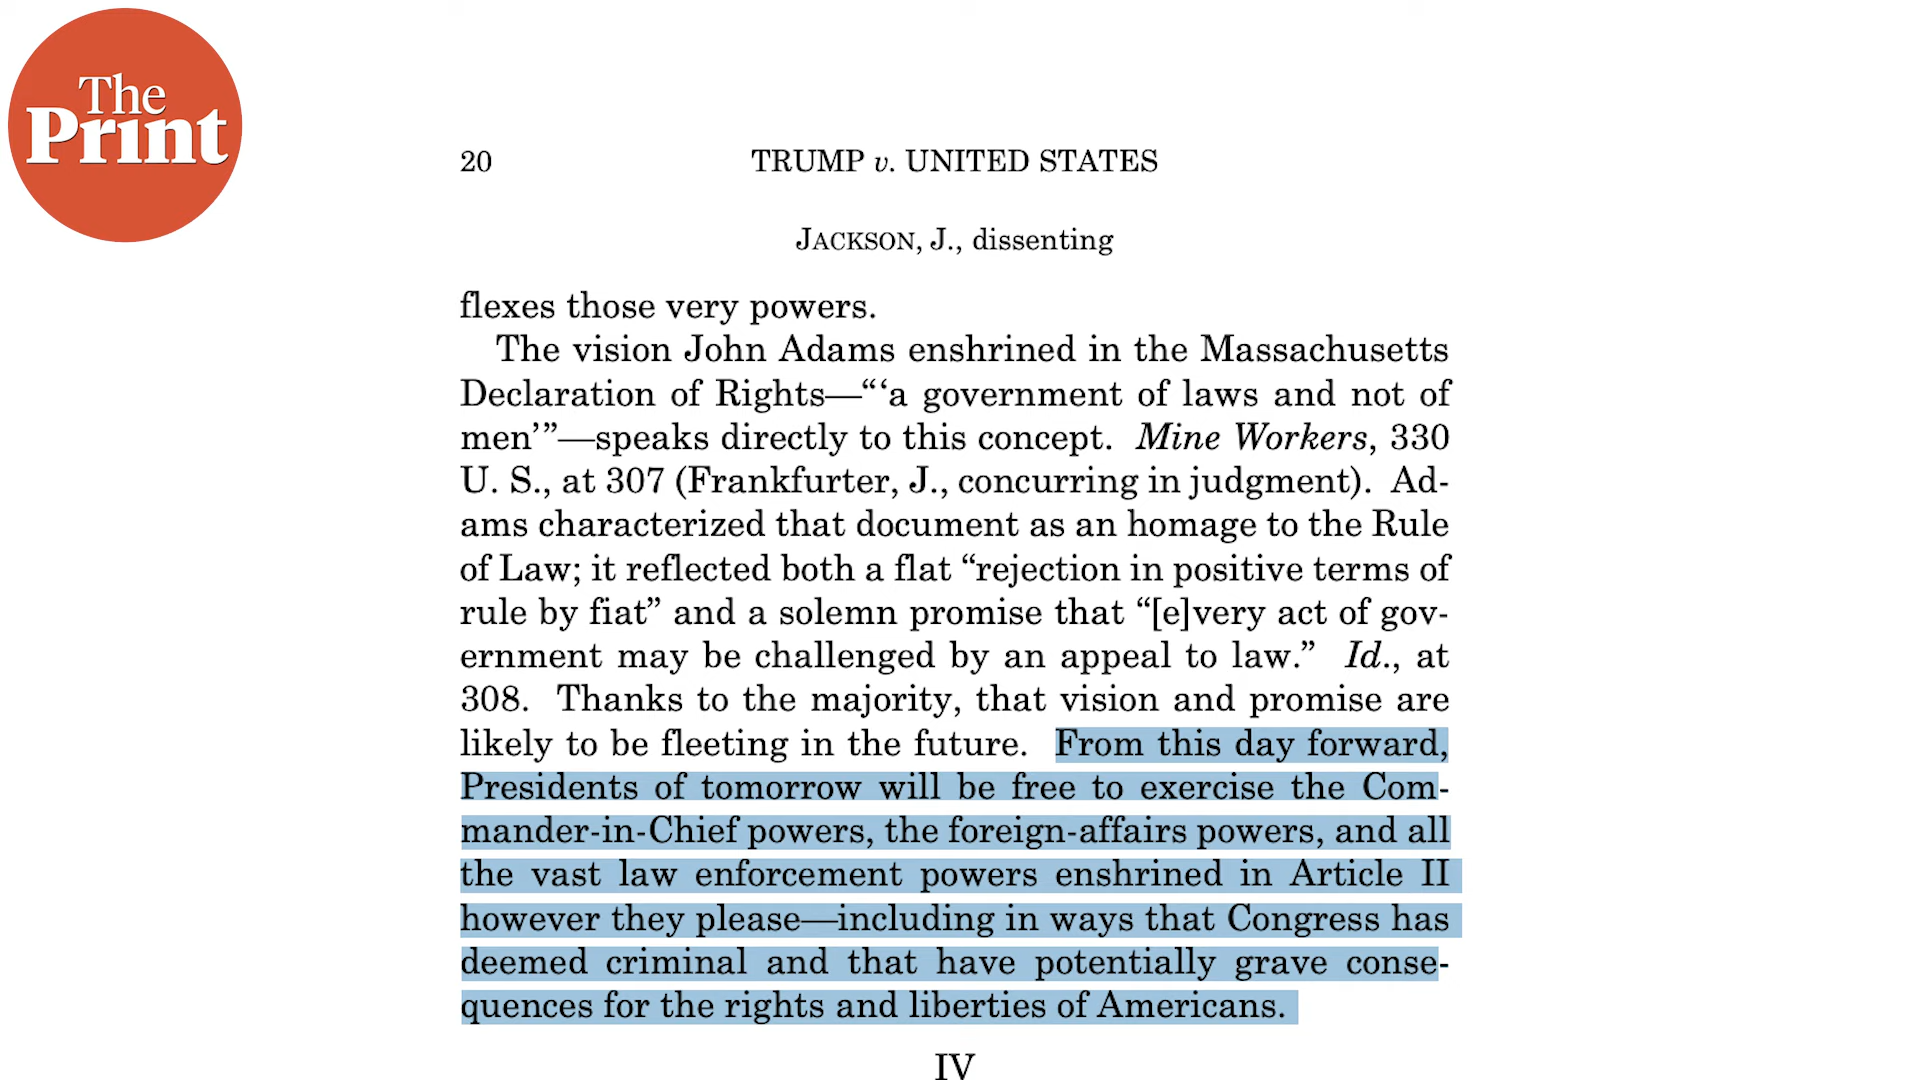 The
Print
20 TRUMP v. UNITED STATES
JACKSON, J., dissenting
flexes those very powers.
The vision John Adams enshrined in the Massachusetts
Declaration of Rights—“‘a government of laws and not of
men’”—speaks directly to this concept. Mine Workers, 330
U. S., at 307 (Frankfurter, J., concurring in judgment). Ad-
ams characterized that document as an homage to the Rule
of Law; it reflected both a flat “rejection in positive terms of
rule by fiat” and a solemn promise that “[e]very act of gov-
ernment may be challenged by an appeal to law.” Id., at
308. Thanks to the majority, that vision and promise are
likely to be fleeting in the future. From this day forward,
Presidents of tomorrow will be free to exercise the Com-
mander-in-Chief powers, the foreign-affairs powers, and all
the vast law enforcement powers enshrined in Article II
however they please—including in ways that Congress has
deemed criminal and that have potentially grave conse-
quences for the rights and liberties of Americans.
IV